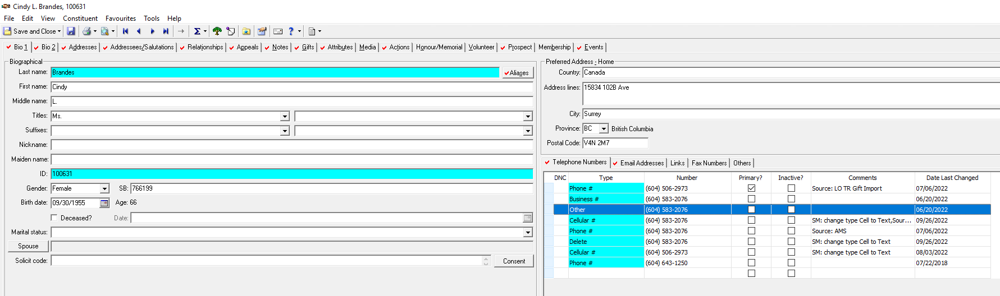 Cindy L. Brandes, 100631
File Edit View Constituent Favourites Tools Help
Save and Close
Bio 1 Bio 2 Addresses Addressees/Salutations Relationships Appeals Notes Gifts Attributes Media Actions Honour/Memorial Volunteer Prospect Membership Events
Biographical
Last name: Brandes Aliases
First name: Cindy
Middle name: L.
Titles: Ms.
Suffixes:
Nickname:
Maiden name:
ID: 100631
Gender: Female SB: 766199
Birth date: 09/30/1955 Age: 66
Deceased? Date:
Marital status:
Spouse
Solicit code: Consent
Preferred Address - Home
Country: Canada
Address lines: 15834 102B Ave
City: Surrey
Province: BC British Columbia
Postal Code: V4N 2M7
Telephone Numbers Email Addresses Links Fax Numbers Others
DNC Type Number Primary? Inactive? Comments Date Last Changed
Phone # (604) 506-2973 Source: LO TR Gift Import 07/06/2022
Business # (604) 583-2076 06/20/2022
Other (604) 583-2076 06/20/2022
Cellular # (604) 583-2076 SM: change type Cell to Text,Sour... 09/26/2022
Phone # (604) 583-2076 Source: AMS 07/06/2022
Delete (604) 583-2076 SM: change type Cell to Text 09/26/2022
Cellular # (604) 506-2973 SM: change type Cell to Text 08/03/2022
Phone # (604) 643-1250 07/22/2018